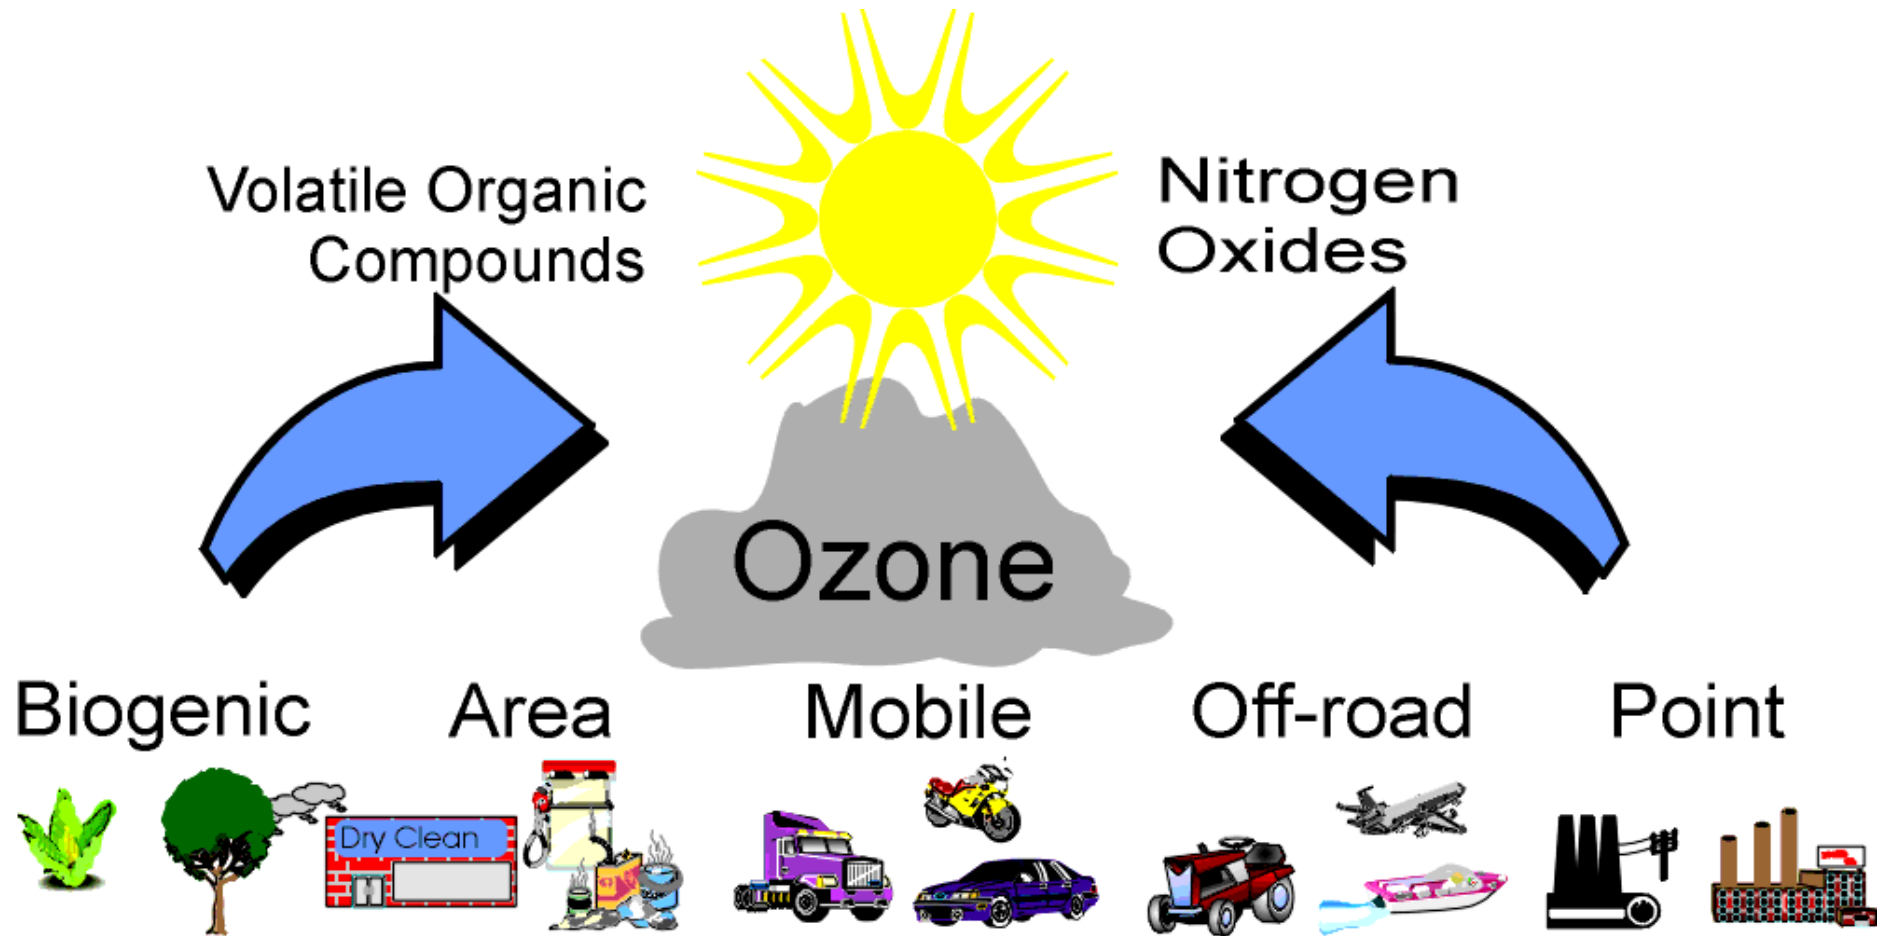 Volatile Organic
Compounds
Nitrogen
Oxides
Ozone
Biogenic
Area
Mobile
Off-road
Point
Dry Clean